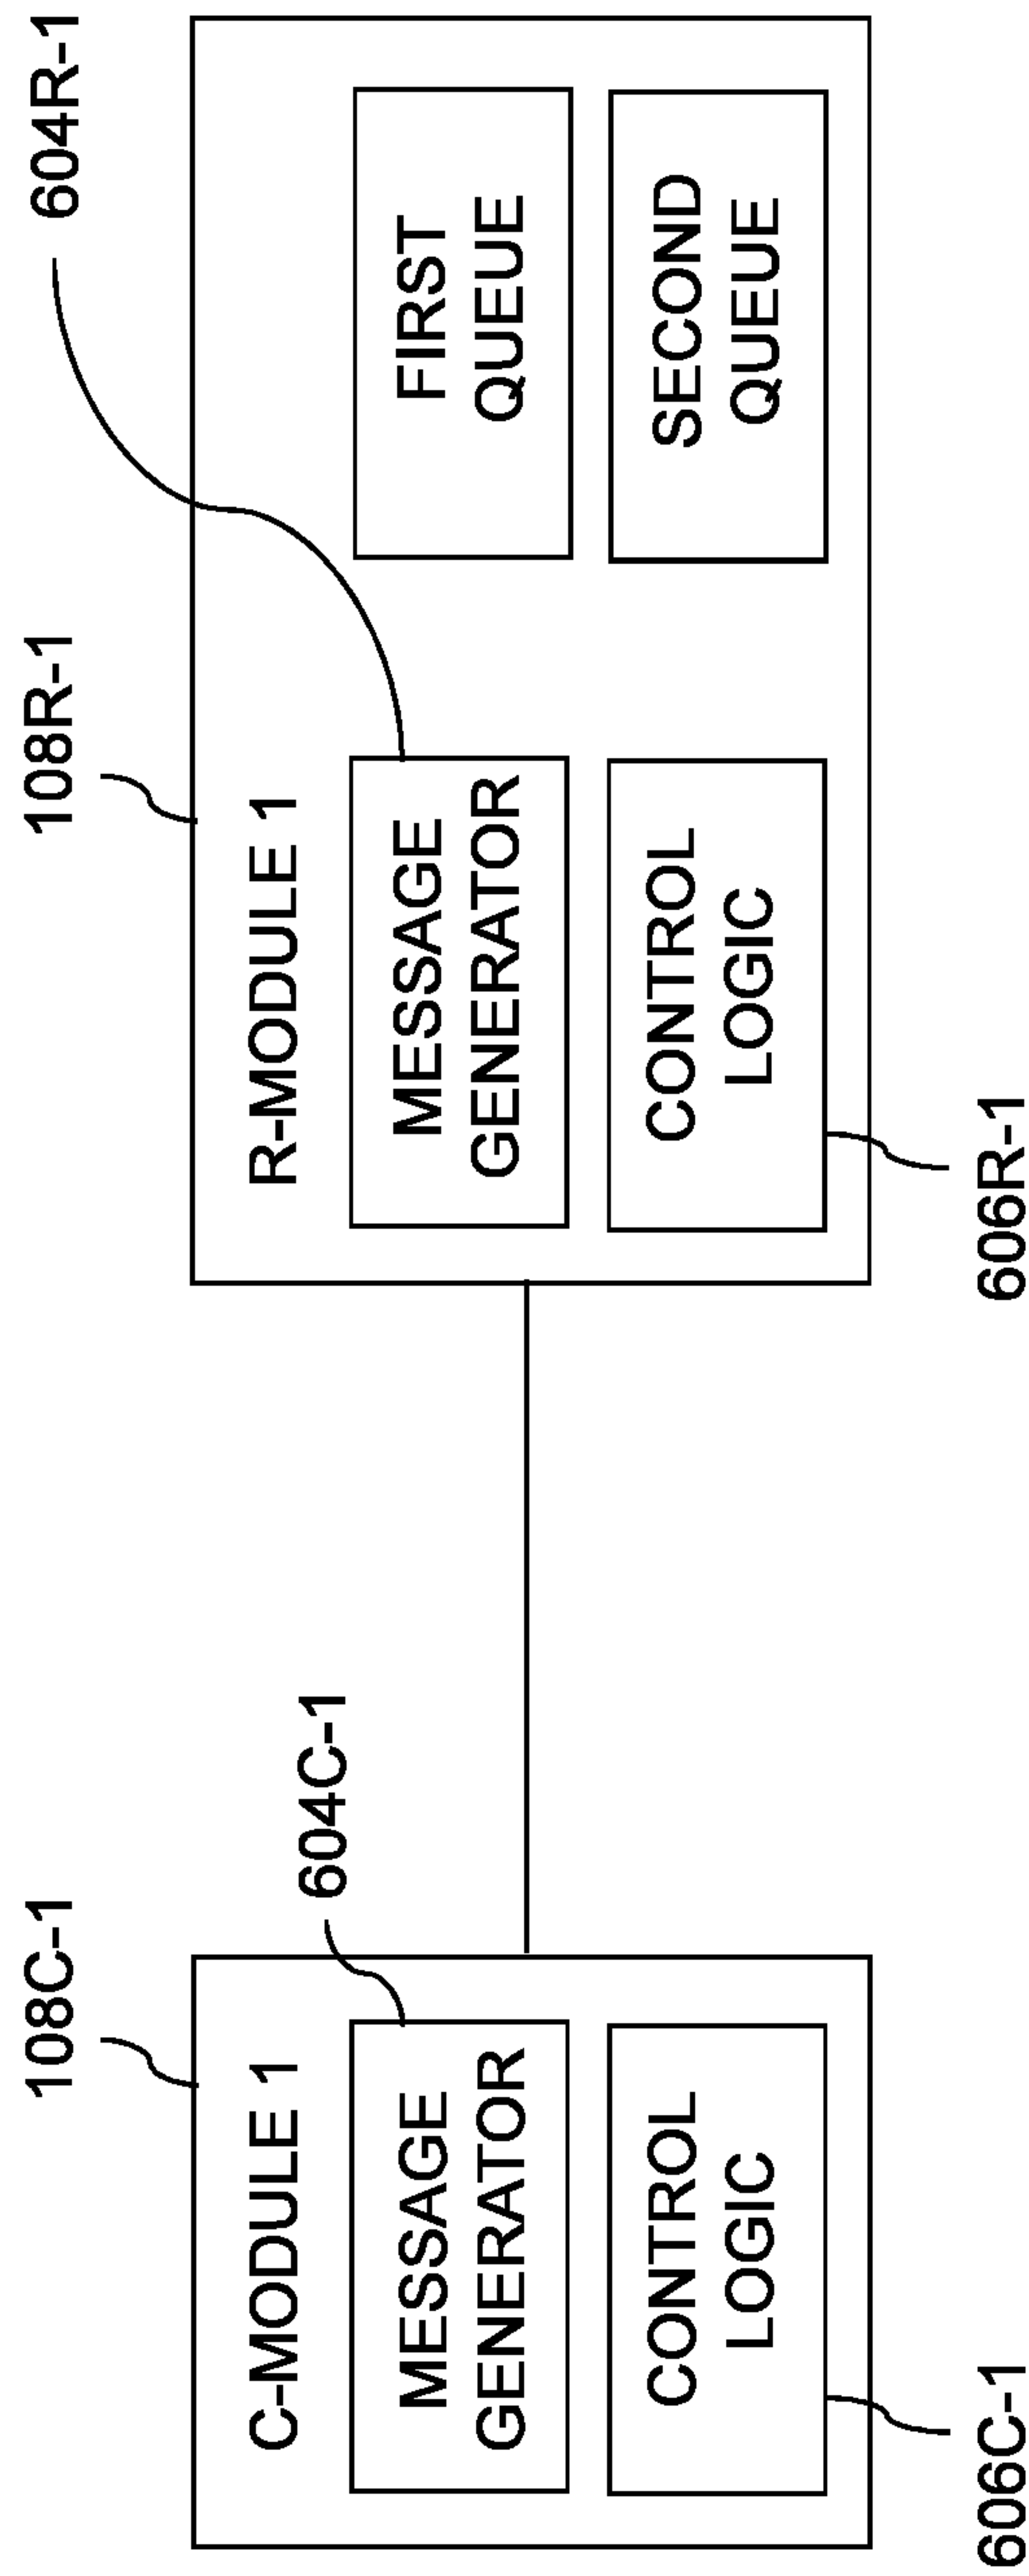 108C-1
C-MODULE 1
604C-1
MESSAGE
GENERATOR
CONTROL
LOGIC
606C-1
108R-1
604R-1
R-MODULE 1
MESSAGE
GENERATOR
FIRST
QUEUE
CONTROL
LOGIC
SECOND
QUEUE
606R-1